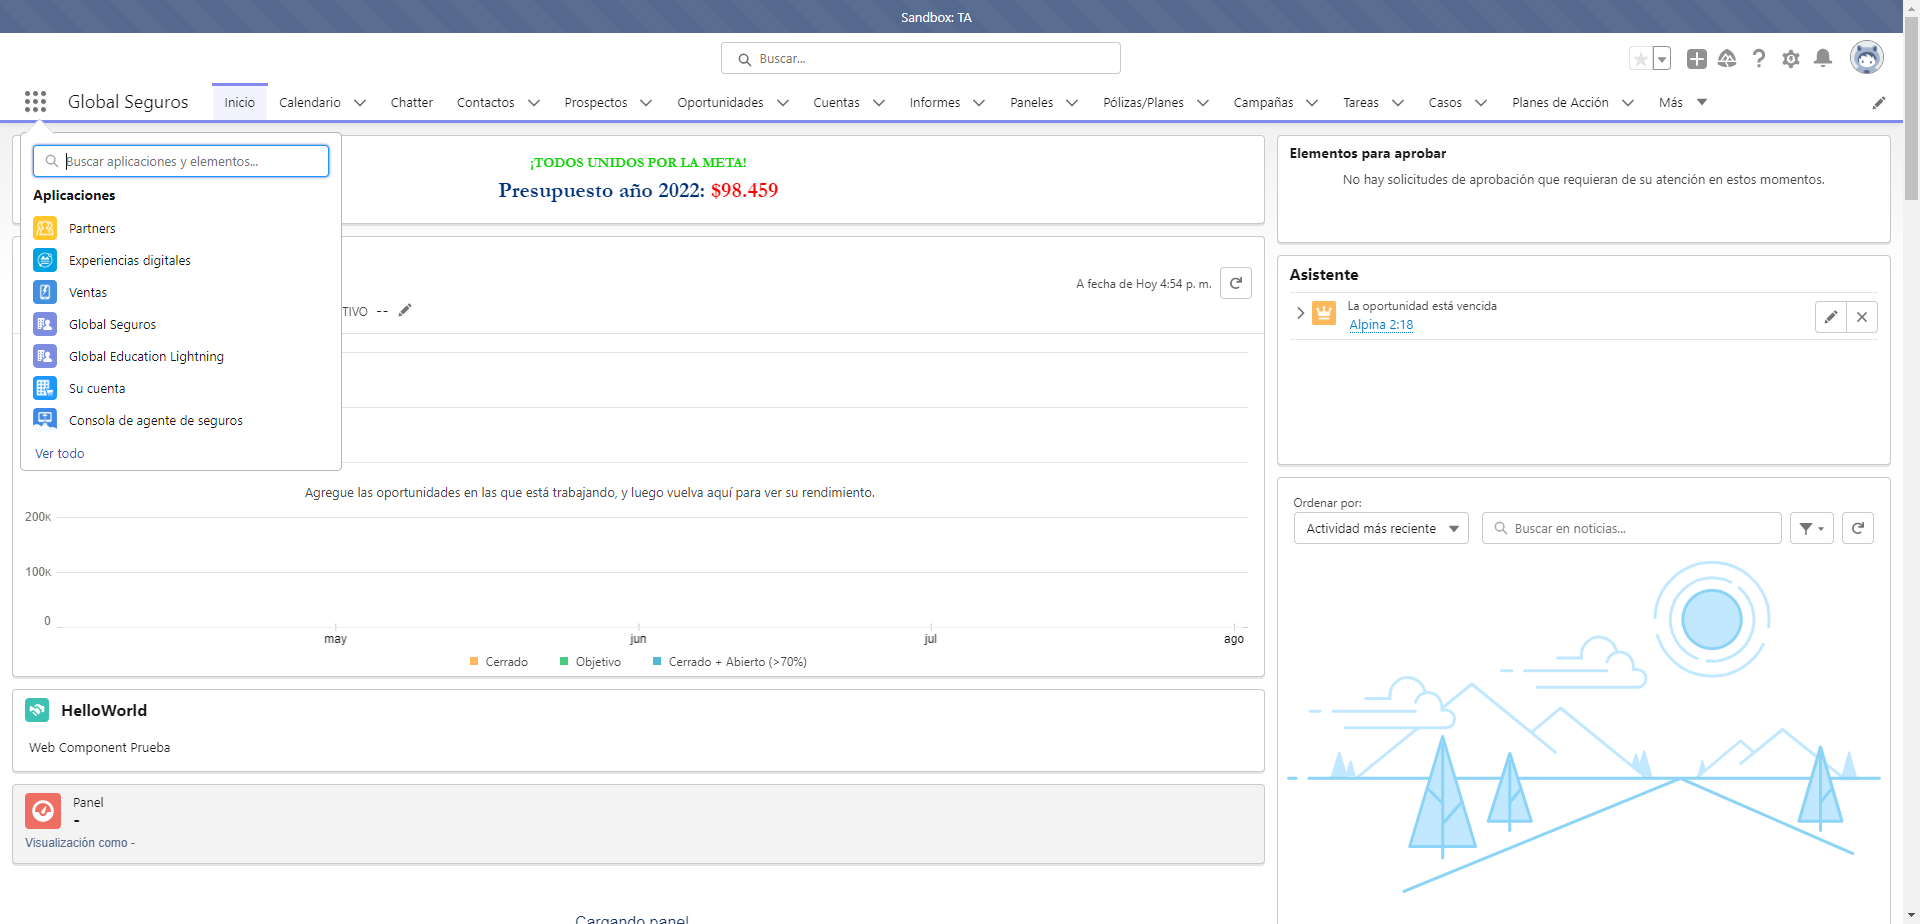 Sandbox: TA
Buscar...
Global Seguros
Inicio
Calendario
Chatter
Contactos
Prospectos
Oportunidades
Cuentas
Informes
Paneles
Pólizas/Planes
Campañas
Tareas
Casos
Planes de Acción
Más
Buscar aplicaciones y elementos...
Aplicaciones
Partners
Experiencias digitales
Ventas
Global Seguros
Global Education Lightning
Su cuenta
Consola de agente de seguros
Ver todo
¡TODOS UNIDOS POR LA META!
Presupuesto año 2022: $98.459
A fecha de Hoy 4:54 p. m.
TIVO --
Agregue las oportunidades en las que está trabajando, y luego vuelva aquí para ver su rendimiento.
200K
100K
0
may
jun
jul
ago
Cerrado
Objetivo
Cerrado + Abierto (>70%)
HelloWorld
Web Component Prueba
Panel
-
Visualización como -
Cargando panel
Elementos para aprobar
No hay solicitudes de aprobación que requieran de su atención en estos momentos.
Asistente
La oportunidad está vencida
Alpina 2:18
Ordenar por:
Actividad más reciente
Buscar en noticias...